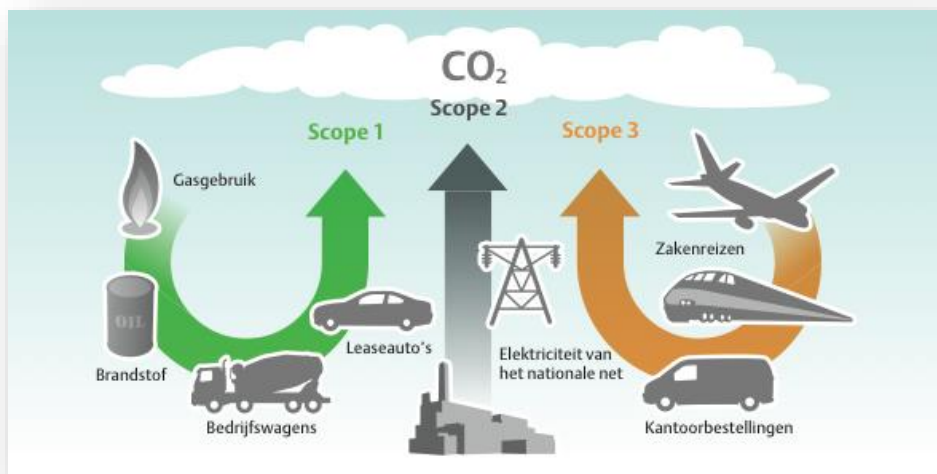 CO₂
Scope 2
Scope 1
Scope 3
Gasgebruik
Zakenreizen
OIL
Leaseauto's
Elektriciteit van
het nationale net
Brandstof
Bedrijfswagens
Kantoorbestellingen